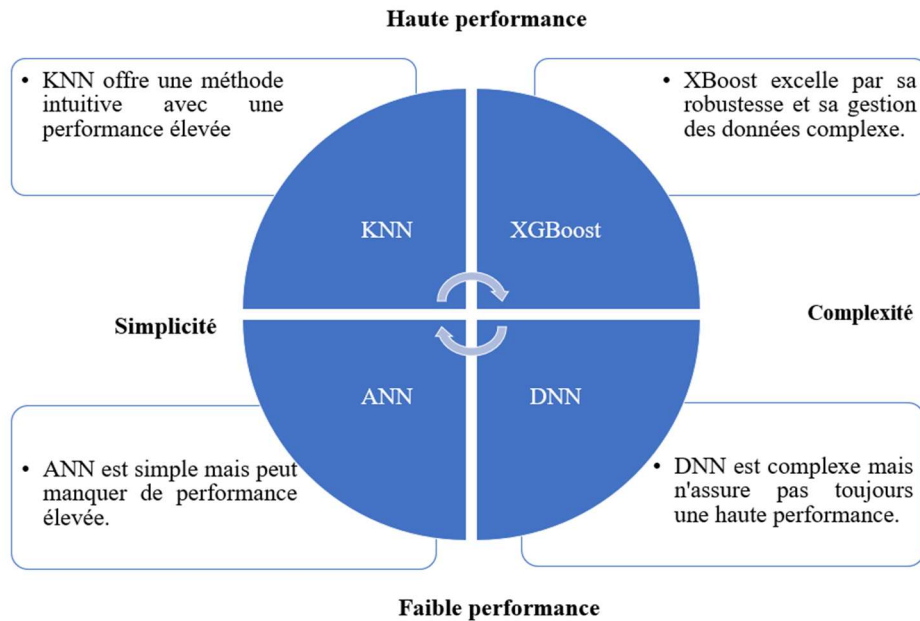 Haute performance
• KNN offre une méthode
intuitive avec une
performance élevée
• XBoost excelle par sa
robustesse et sa gestion
des données complexe.
KNN
XGBoost
Simplicité
Complexité
ANN
DNN
• ANN est simple mais peut
manquer de performance
élevée.
• DNN est complexe mais
n'assure pas toujours
une haute performance.
Faible performance